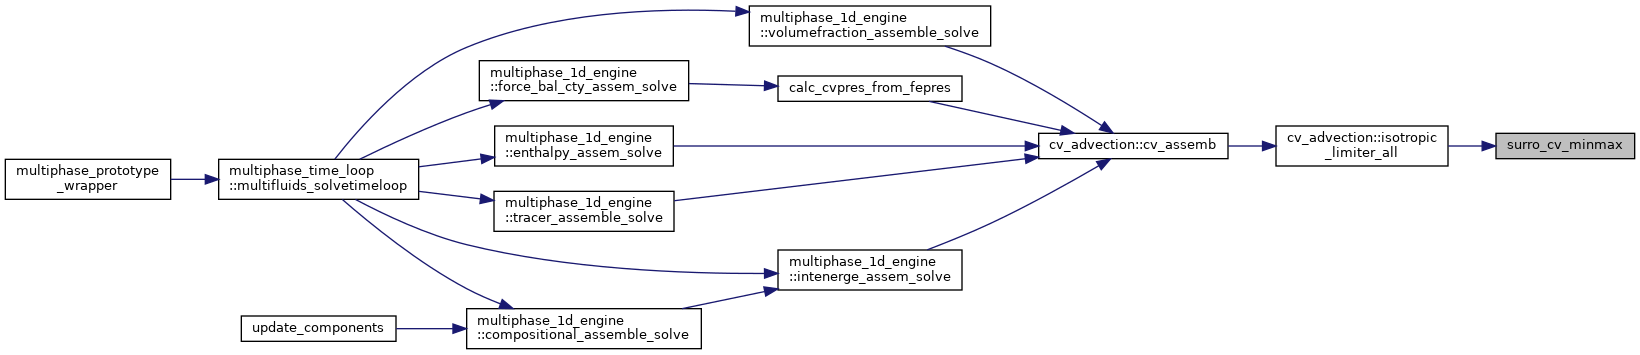 multiphase_prototype
_wrapper
multiphase_time_loop
::multifluids_solvetimeloop
update_components
multiphase_1d_engine
::force_bal_cty_assem_solve
multiphase_1d_engine
::enthalpy_assem_solve
multiphase_1d_engine
::tracer_assemble_solve
multiphase_1d_engine
::compositional_assemble_solve
multiphase_1d_engine
::volumefraction_assemble_solve
calc_cvpres_from_fepres
multiphase_1d_engine
::intenerge_assem_solve
cv_advection::cv_assemb
cv_advection::isotropic
_limiter_all
surro_cv_minmax